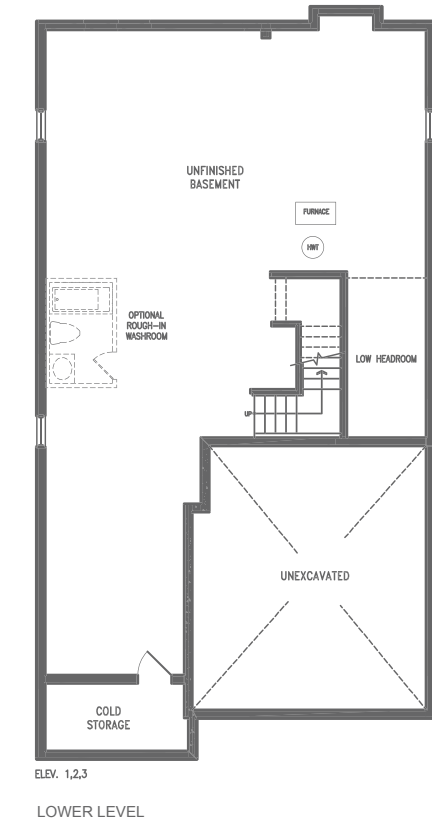 UNFINISHED
BASEMENT
FURNACE
HWT
OPTIONAL
ROUGH-IN
WASHROOM
LOW HEADROOM
UP
UNEXCAVATED
COLD
STORAGE
ELEV. 1,2,3
LOWER LEVEL